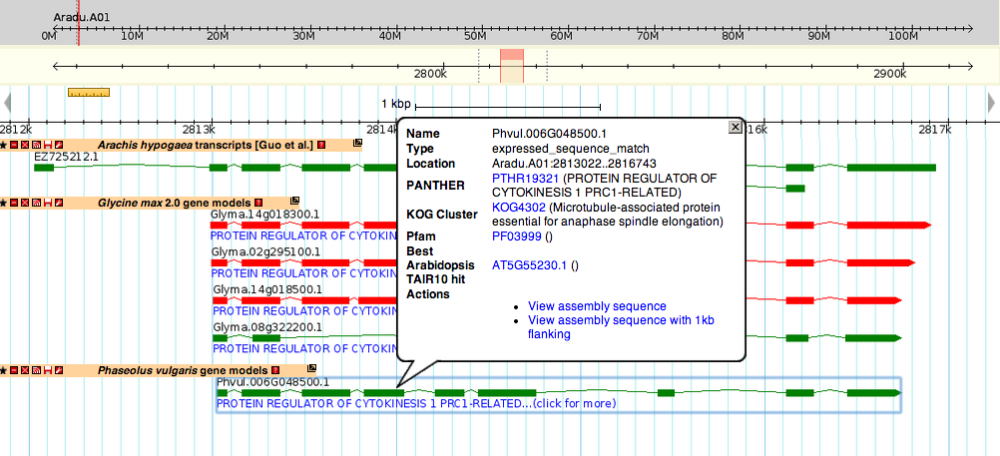 Aradu.A01
0M 10M 20M 30M 40M 50M 60M 70M 80M 90M 100M
2800k 2900k
1 kbp
2812k 2813k 2814k 16k 2817k
Arachis hypogaea transcripts [Guo et al.]
EZ725212.1
Glycine max 2.0 gene models
Glyma.14g018300.1
PROTEIN REGULATOR OF CYTOKIN
Glyma.02g295100.1
PROTEIN REGULATOR OF CYTOKIN
Glyma.14g018500.1
PROTEIN REGULATOR OF CYTOKIN
Glyma.08g322200.1
PROTEIN REGULATOR OF CYTOKIN
Phaseolus vulgaris gene models
Phvul.006G048500.1
PROTEIN REGULATOR OF CYTOKINESIS 1 PRC1-RELATED...(click for more)
Name Phvul.006G048500.1
Type expressed_sequence_match
Location Aradu.A01:2813022..2816743
PANTHER PTHR19321 (PROTEIN REGULATOR OF
CYTOKINESIS 1 PRC1-RELATED)
KOG Cluster KOG4302 (Microtubule-associated protein
essential for anaphase spindle elongation)
Pfam PF03999 ()
Best
Arabidopsis AT5G55230.1 ()
TAIR10 hit
Actions
• View assembly sequence
• View assembly sequence with 1kb
flanking